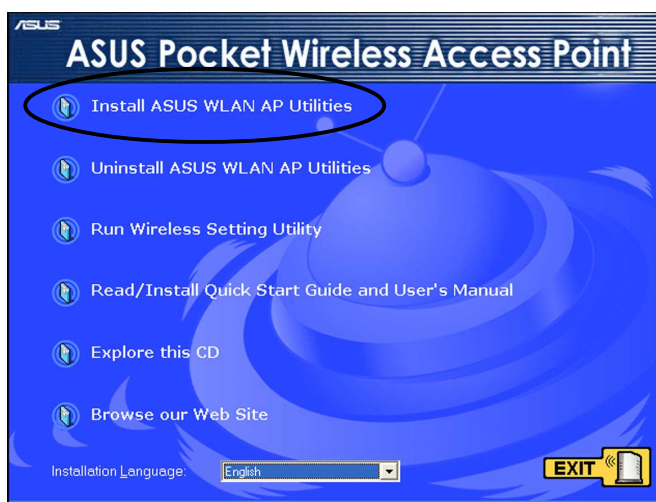 ASUS
ASUS Pocket Wireless Access Point
Install ASUS WLAN AP Utilities
Uninstall ASUS WLAN AP Utilities
Run Wireless Setting Utility
Read/Install Quick Start Guide and User's Manual
Explore this CD
Browse our Web Site
Installation Language: English
EXIT